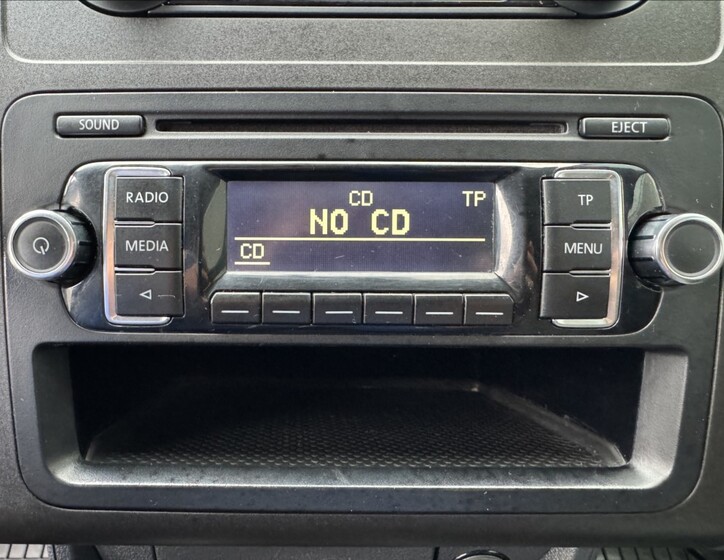 SOUND
EJECT
RADIO
CD TP
TP
MEDIA
NO CD
MENU
CD